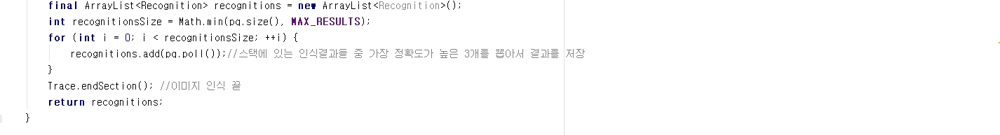 final ArrayList<Recognition> recognitions = new ArrayList<Recognition>();
int recognitionsSize = Math.min(pq.size(), MAX_RESULTS);
for (int i = 0; i < recognitionsSize; ++i) {
recognitions.add(pq.poll());//스택에 있는 인식결과들 중 가장 정확도가 높은 3개를 뽑아서 결과를 저장
}
Trace.endSection(); //이미지 인식 끝
return recognitions;
}